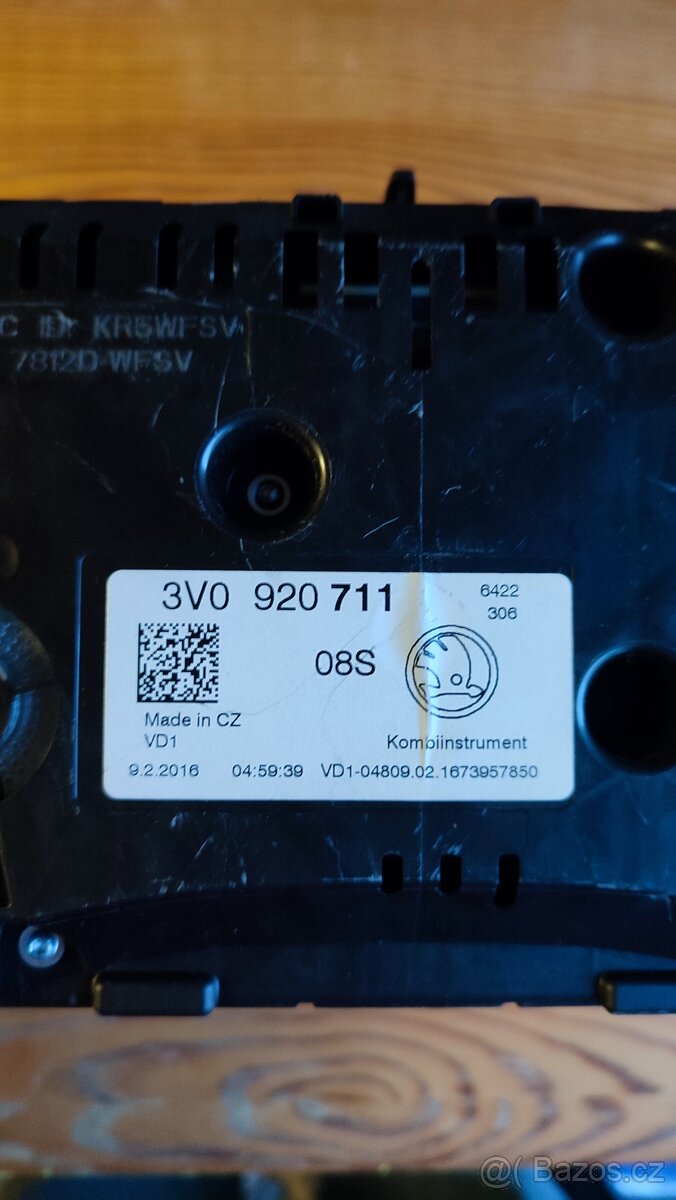 C ID: KR5WFSV
7812D-WFSV
3V0 920 711
6422
306
08S
Made in CZ
VD1
Kombiinstrument
9.2.2016 04:59:39 VD1-04809.02.1673957850
@( Bazos.cz